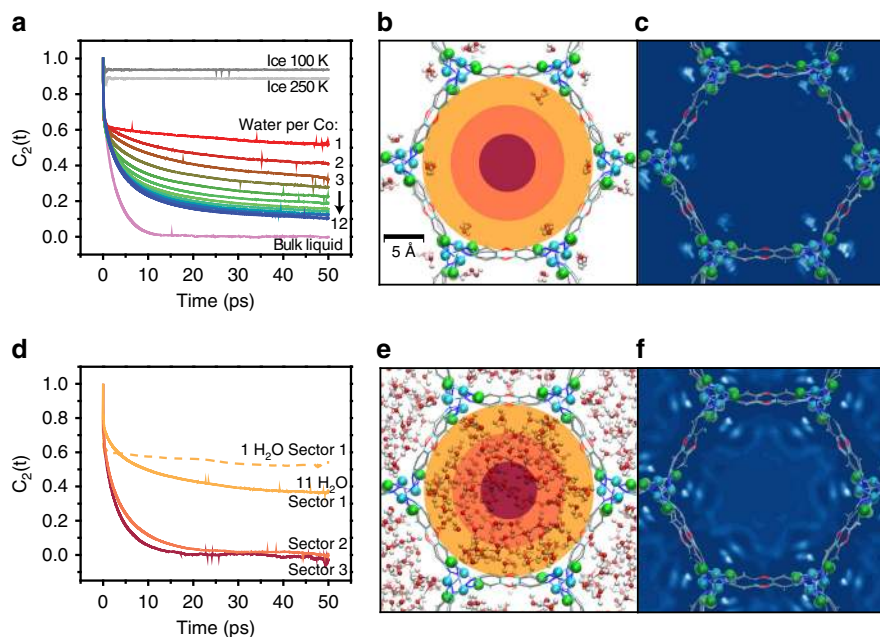 a
b
c
C2(t)
1.0
0.8
0.6
0.4
0.2
0.0
Ice 100 K
Ice 250 K
Water per Co:
1
2
3
12
Bulk liquid
0 10 20 30 40 50
Time (ps)
5 Å
d
e
f
C2(t)
1.0
0.8
0.6
0.4
0.2
0.0
1 H2O Sector 1
11 H2O
Sector 1
Sector 2
Sector 3
0 10 20 30 40 50
Time (ps)